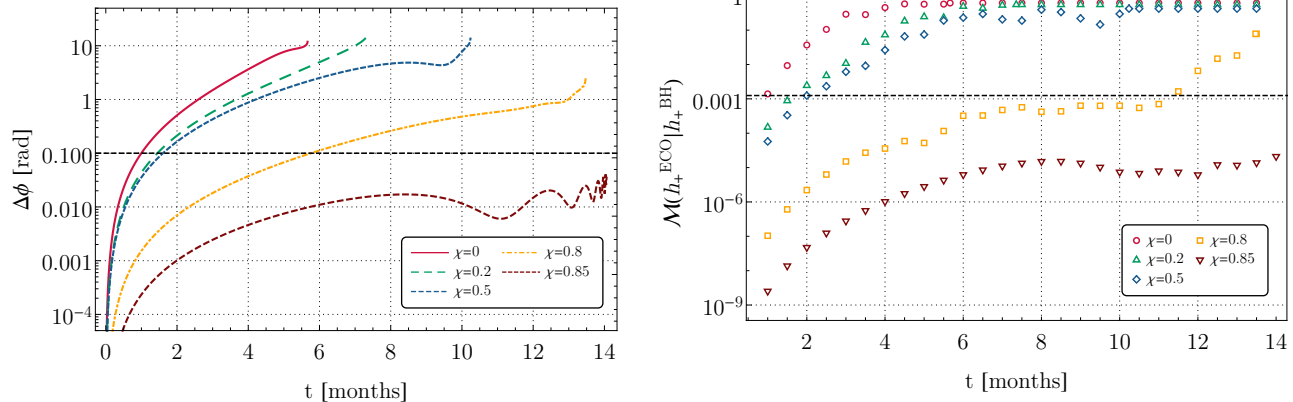 10
1
0.100
0.010
0.001
10⁻⁴
Δϕ [rad]
χ=0
χ=0.2
χ=0.5
χ=0.8
χ=0.85
0 2 4 6 8 10 12 14
t [months]
1
0.001
10⁻⁶
10⁻⁹
ℳ(h₊ᴱᶜᴼ|h₊ᴮᴴ)
χ=0
χ=0.2
χ=0.5
χ=0.8
χ=0.85
2 4 6 8 10 12 14
t [months]